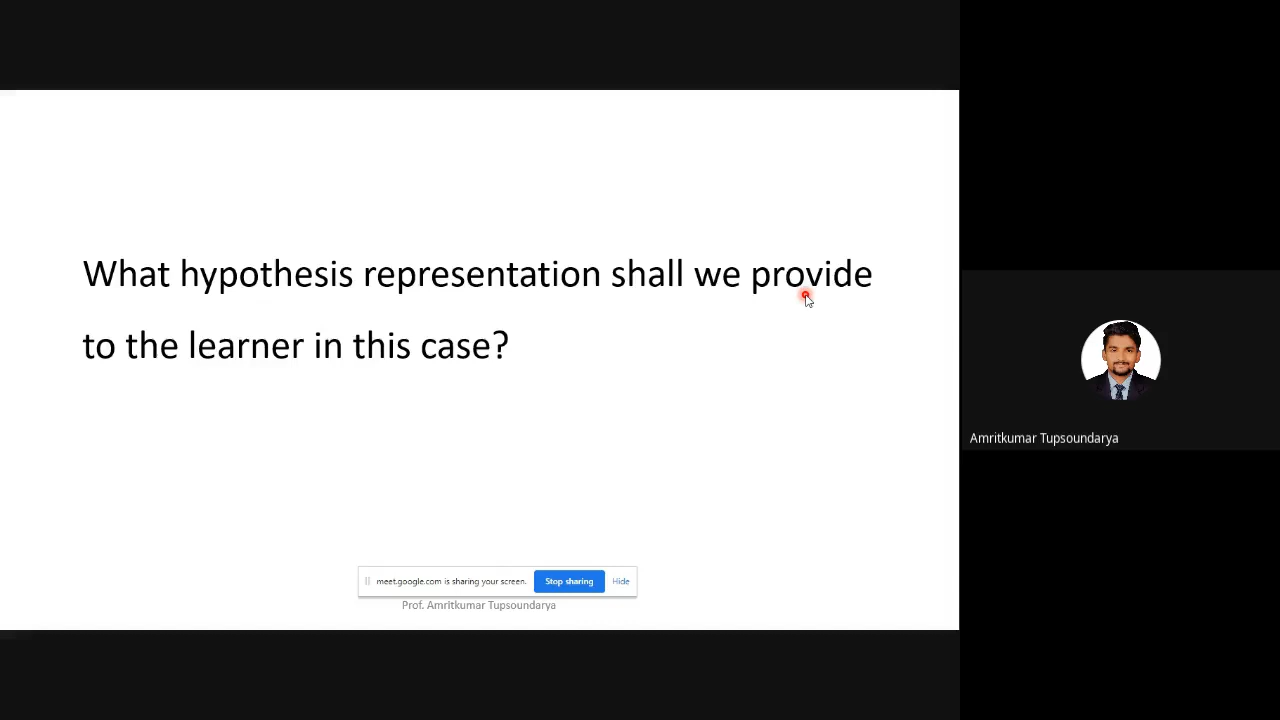 What hypothesis representation shall we provide
to the learner in this case?
Amritkumar Tupsoundarya
meet.google.com is sharing your screen.
Stop sharing
Hide
Prof. Amritkumar Tupsoundarya